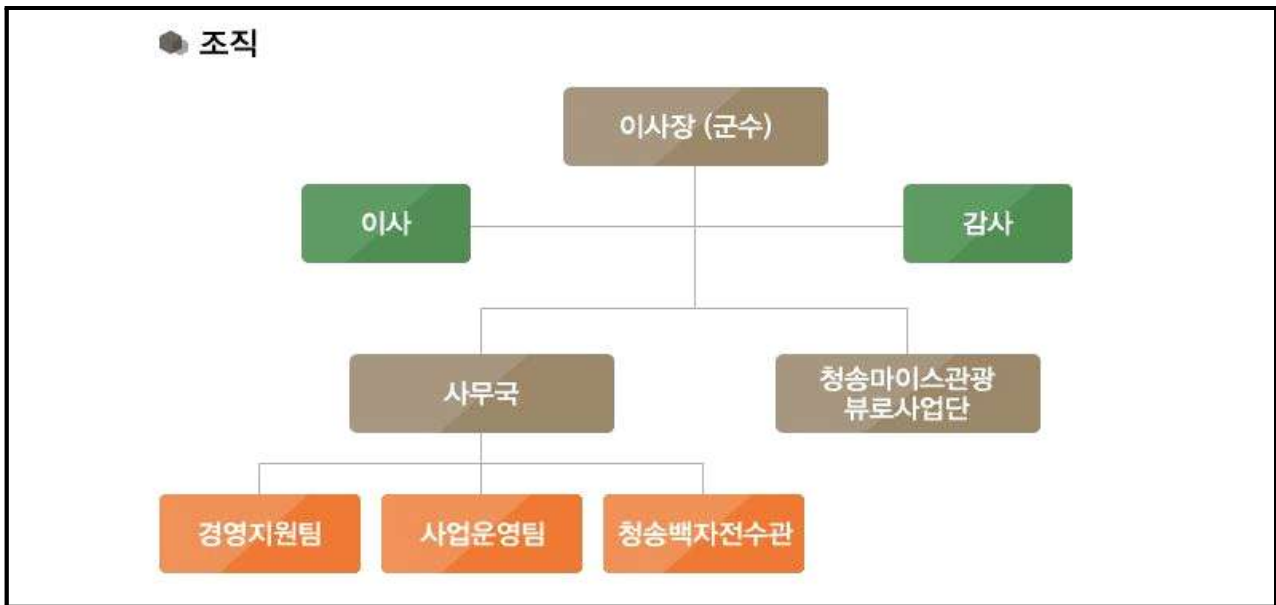 조직
이사장 (군수)
이사
감사
사무국
청송마이스관광
뷰로사업단
경영지원팀
사업운영팀
청송백자전수관